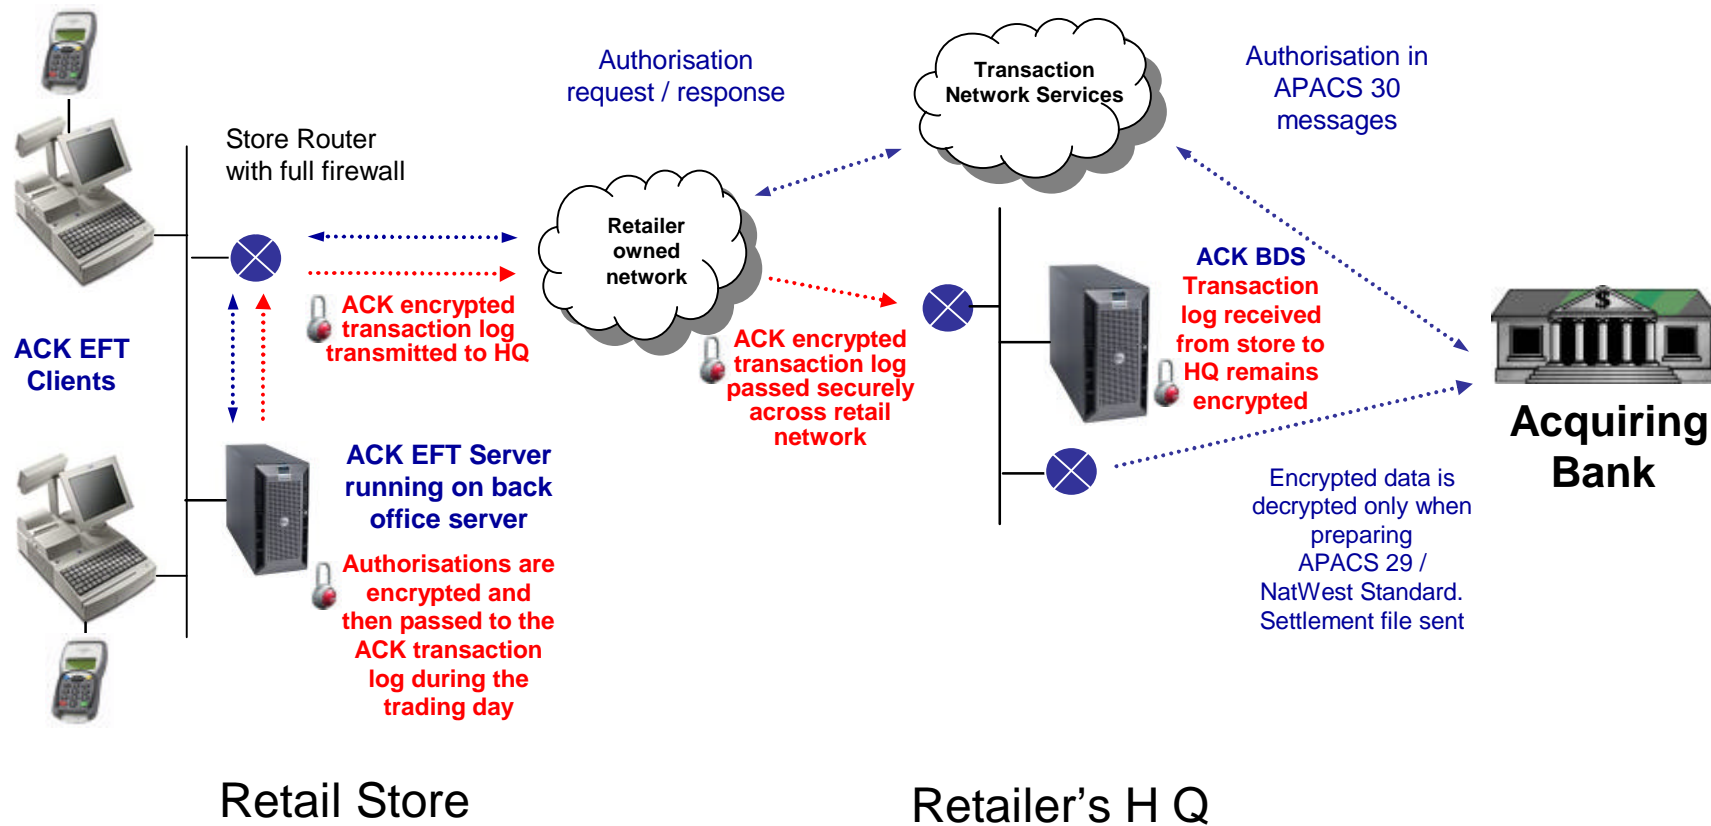 Authorisation
request / response
Transaction
Network Services
Authorisation in
APACS 30
messages
Store Router
with full firewall
Retailer
owned
network
ACK encrypted
transaction log
transmitted to HQ
ACK encrypted
transaction log
passed securely
across retail
network
ACK BDS
Transaction
log received
from store to
HQ remains
encrypted
$
ACK EFT
Clients
Acquiring
Bank
ACK EFT Server
running on back
office server
Authorisations are
encrypted and
then passed to the
ACK transaction
log during the
trading day
Encrypted data is
decrypted only when
preparing
APACS 29 /
NatWest Standard.
Settlement file sent
Retail Store
Retailer’s H Q